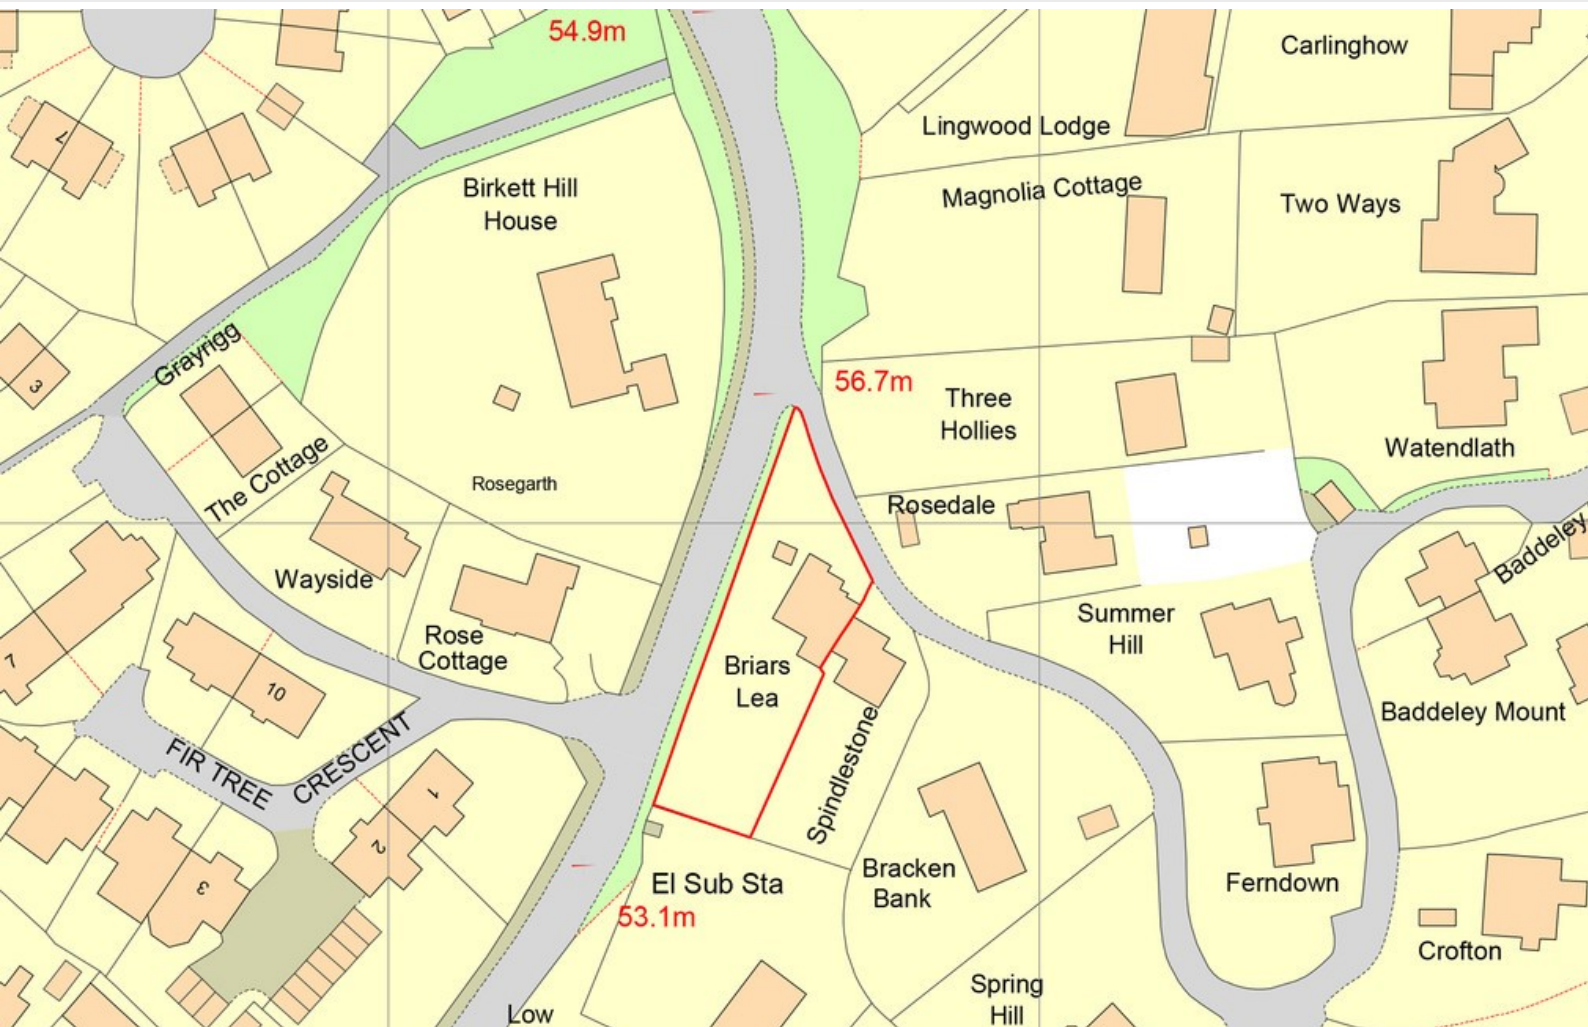 54.9m
Carlinghow
Lingwood Lodge
7
Magnolia Cottage
Birkett Hill
House
Two Ways
Grayrigg
3
56.7m
Three
Hollies
Watendlath
The Cottage
Rosegarth
Rosedale
Baddeley
Wayside
Summer
Hill
Rose
Cottage
7
10
Briars
Lea
Baddeley Mount
FIR TREE
CRESCENT
Spindlestone
1
2
3
Bracken
Bank
El Sub Sta
Ferndown
53.1m
Crofton
Spring
Hill
Low